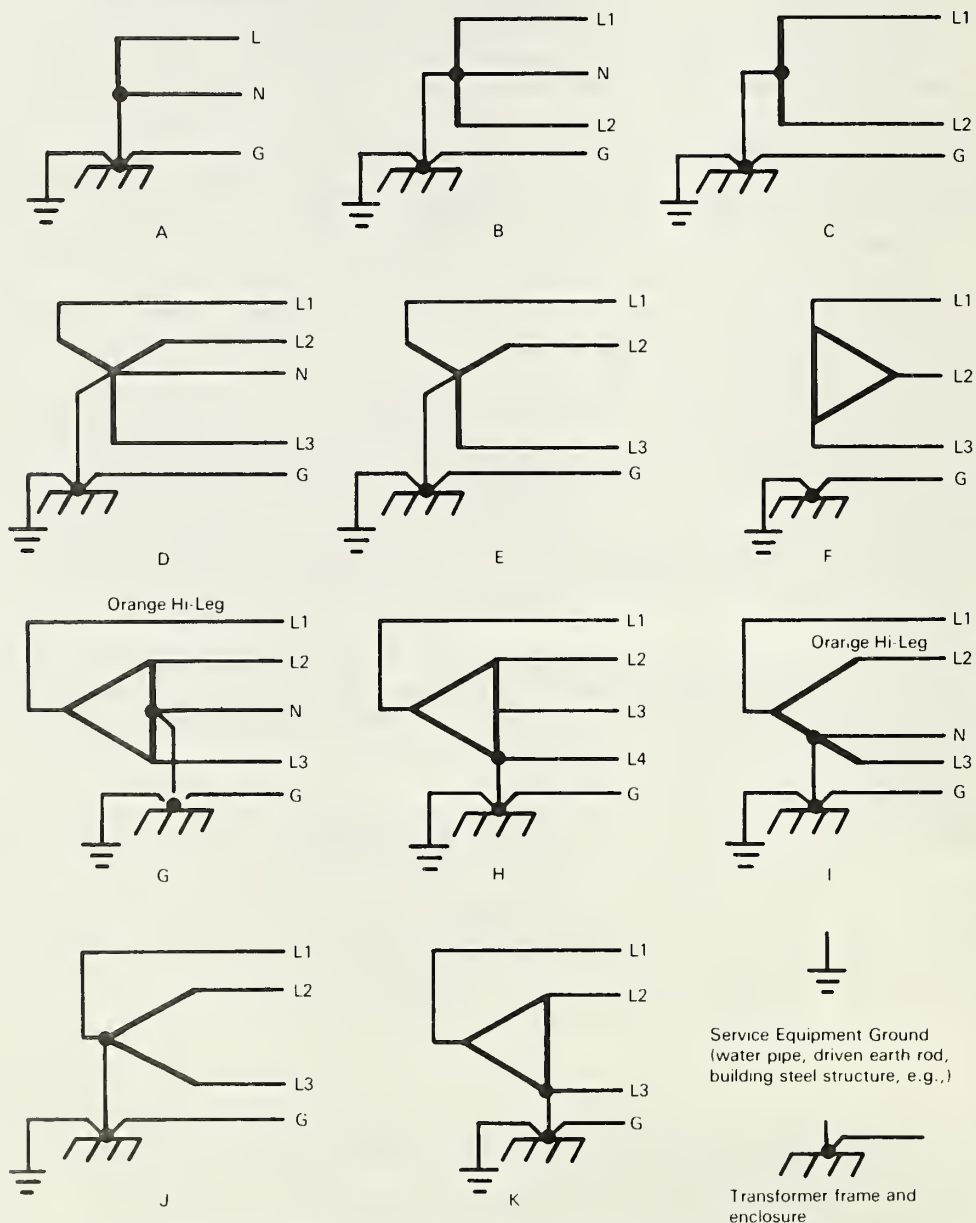 L
N
G
A
L1
N
L2
G
B
L1
L2
G
C
L1
L2
N
L3
G
D
L1
L2
L3
G
E
L1
L2
L3
G
F
Orange Hi-Leg
L1
L2
N
L3
G
G
L1
L2
L3
L4
G
H
L1
Orange Hi-Leg
L2
N
L3
G
I
L1
L2
L3
G
J
L1
L2
L3
G
K
Service Equipment Ground
(water pipe, driven earth rod,
building steel structure, e.g.,)
Transformer frame and
enclosure